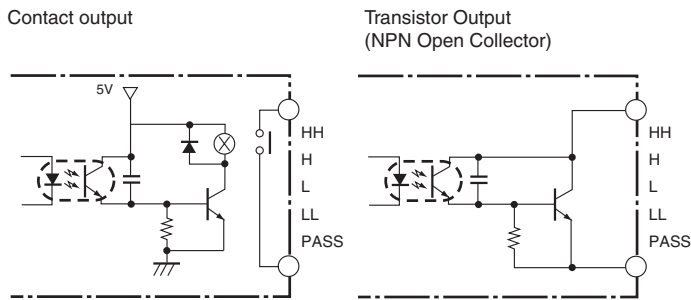 Contact output
Transistor Output
(NPN Open Collector)
5V
HH
H
L
LL
PASS
HH
H
L
LL
PASS